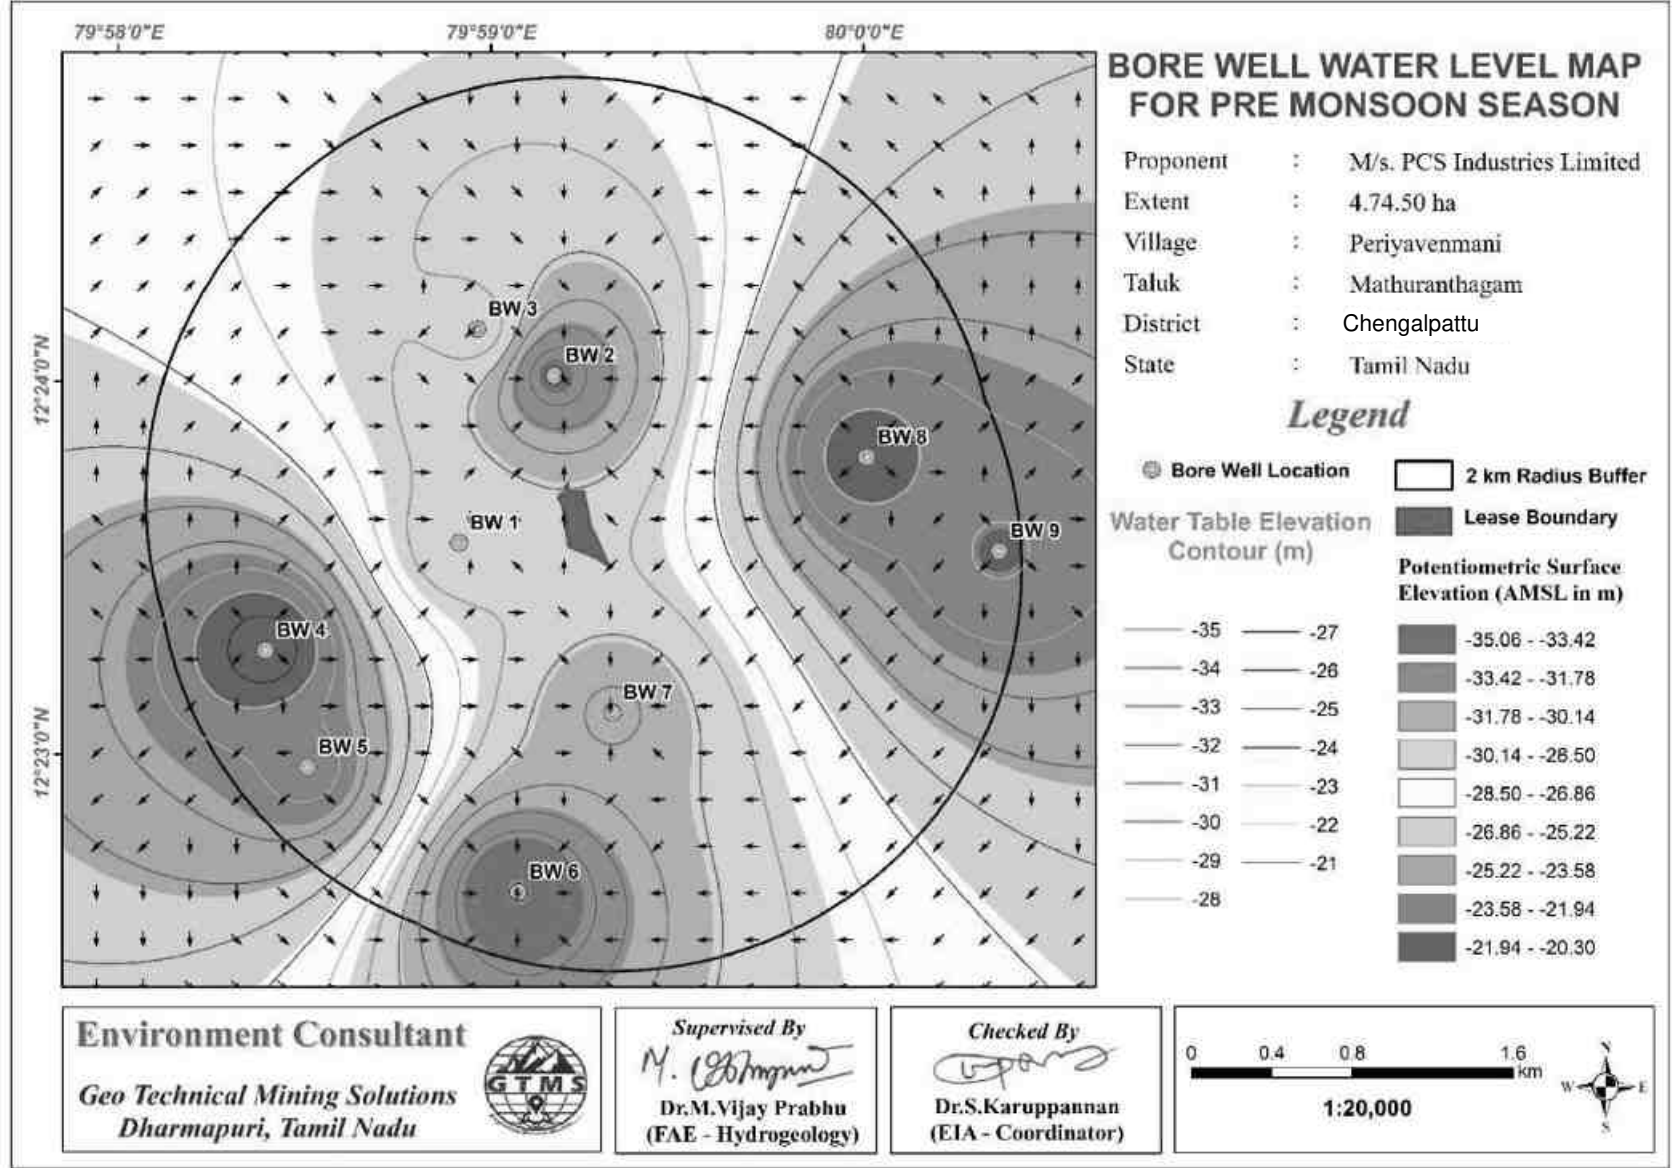 79°58'0"E
79°59'0"E
80°0'0"E
12°24'0"N
12°23'0"N
BW 3
BW 2
BW 8
BW 1
BW 9
BW 4
BW 7
BW 5
BW 6
BORE WELL WATER LEVEL MAP
FOR PRE MONSOON SEASON
Proponent : M/s. PCS Industries Limited
Extent : 4.74.50 ha
Village : Periyavenmani
Taluk : Mathuranthagam
District : Chengalpattu
State : Tamil Nadu
Legend
Bore Well Location
2 km Radius Buffer
Lease Boundary
Water Table Elevation
Contour (m)
-35 -27
-34 -26
-33 -25
-32 -24
-31 -23
-30 -22
-29 -21
-28
Potentiometric Surface
Elevation (AMSL in m)
-35.06 - -33.42
-33.42 - -31.78
-31.78 - -30.14
-30.14 - -28.50
-28.50 - -26.86
-26.86 - -25.22
-25.22 - -23.58
-23.58 - -21.94
-21.94 - -20.30
Environment Consultant
GTMS
Geo Technical Mining Solutions
Dharmapuri, Tamil Nadu
Supervised By
Dr.M.Vijay Prabhu
(FAE - Hydrogeology)
Checked By
Dr.S.Karuppannan
(EIA - Coordinator)
0 0.4 0.8 1.6
km
1:20,000
N
W E
S